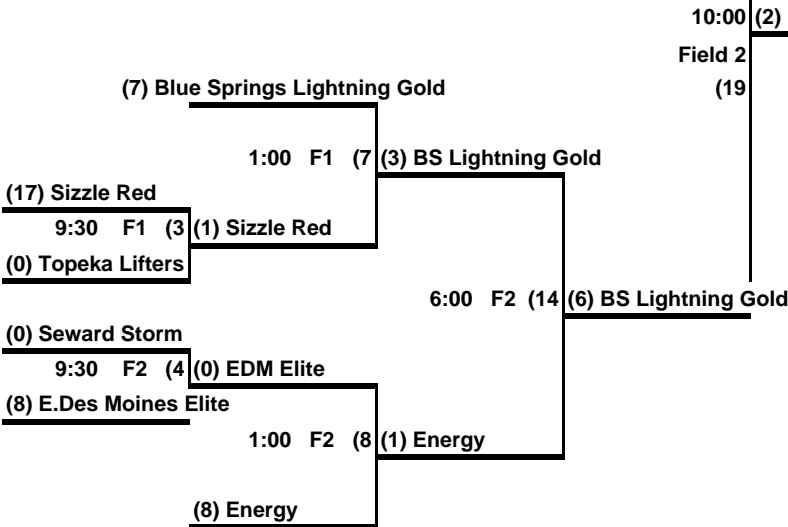 10:00 (2)
Field 2
(7) Blue Springs Lightning Gold (19
1:00 F1 (7 (3) BS Lightning Gold
(17) Sizzle Red
9:30 F1 (3 (1) Sizzle Red
(0) Topeka Lifters
6:00 F2 (14 (6) BS Lightning Gold
(0) Seward Storm
9:30 F2 (4 (0) EDM Elite
(8) E.Des Moines Elite
1:00 F2 (8 (1) Energy
(8) Energy